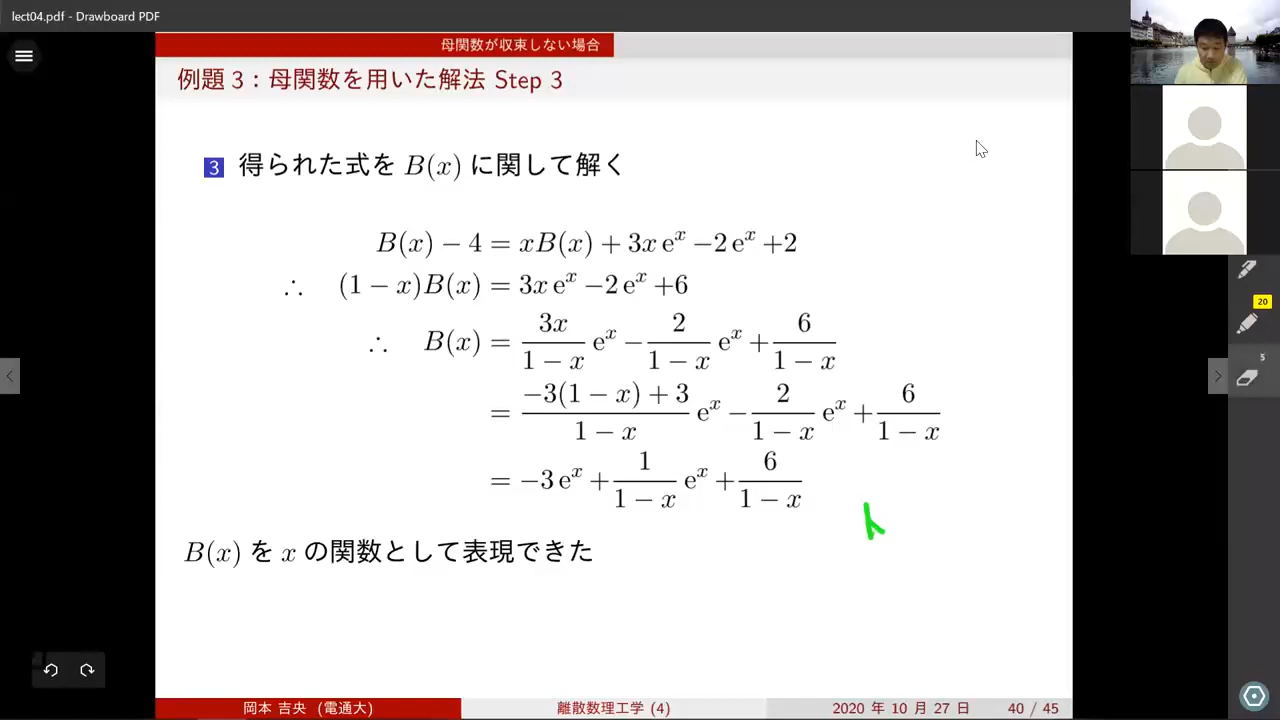 lect04.pdf - Drawboard PDF
母関数が収束しない場合
例題 3：母関数を用いた解法 Step 3
3 得られた式を B(x) に関して解く
B(x) − 4 = xB(x) + 3x e^x −2 e^x +2
∴ (1 − x)B(x) = 3x e^x −2 e^x +6
∴ B(x) = 3x/(1 − x) e^x − 2/(1 − x) e^x + 6/(1 − x)
= (−3(1 − x) + 3)/(1 − x) e^x − 2/(1 − x) e^x + 6/(1 − x)
= −3 e^x + 1/(1 − x) e^x + 6/(1 − x)
B(x) を x の関数として表現できた
20
5
岡本 吉央 (電通大) 離散数理工学 (4) 2020 年 10 月 27 日 40 / 45